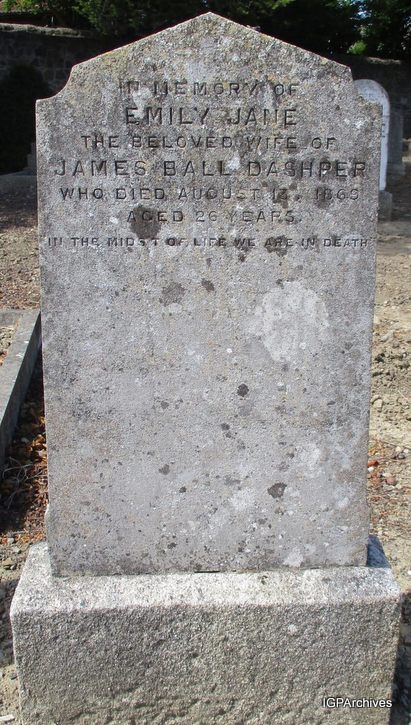 IN MEMORY OF
EMILY JANE
THE BELOVED WIFE OF
JAMES BALL DASHPER
WHO DIED AUGUST 1869
AGED 26 YEARS.
IN THE MIDST OF LIFE WE ARE IN DEATH
IGPArchives